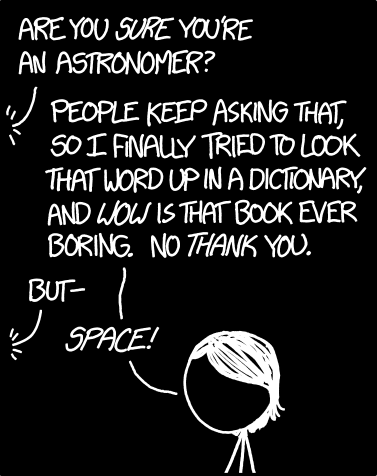 ARE YOU SURE YOU'RE
AN ASTRONOMER?
PEOPLE KEEP ASKING THAT,
SO I FINALLY TRIED TO LOOK
THAT WORD UP IN A DICTIONARY,
AND WOW IS THAT BOOK EVER
BORING. NO THANK YOU.
BUT—
SPACE!